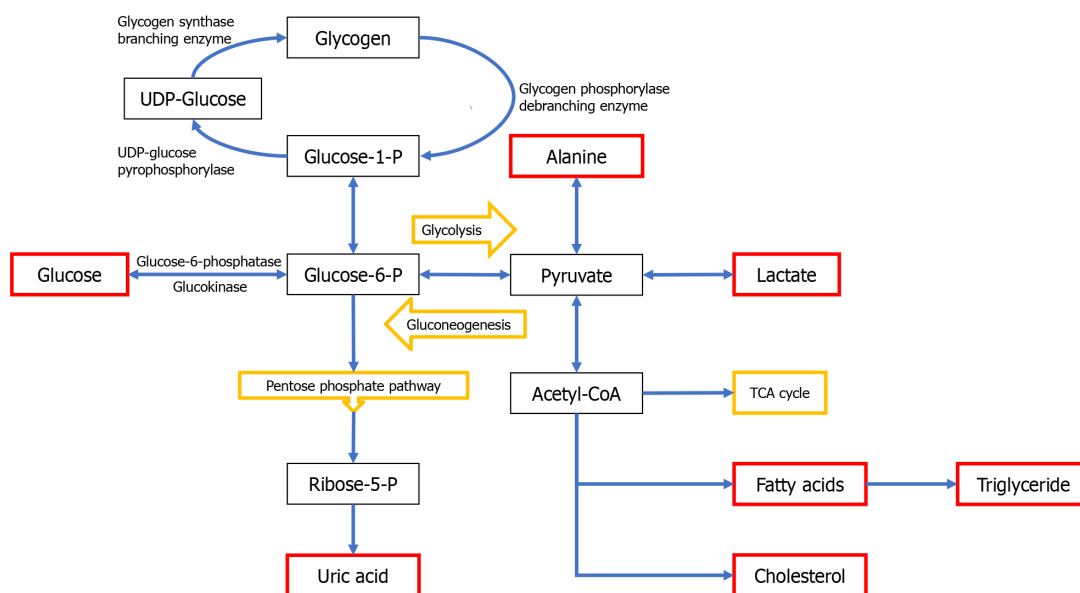 Glycogen synthase
branching enzyme
Glycogen
UDP-Glucose
Glycogen phosphorylase
debranching enzyme
UDP-glucose
pyrophosphorylase
Glucose-1-P
Alanine
Glycolysis
Glucose
Glucose-6-phosphatase
Glucokinase
Glucose-6-P
Pyruvate
Lactate
Gluconeogenesis
Pentose phosphate pathway
Acetyl-CoA
TCA cycle
Ribose-5-P
Fatty acids
Triglyceride
Uric acid
Cholesterol